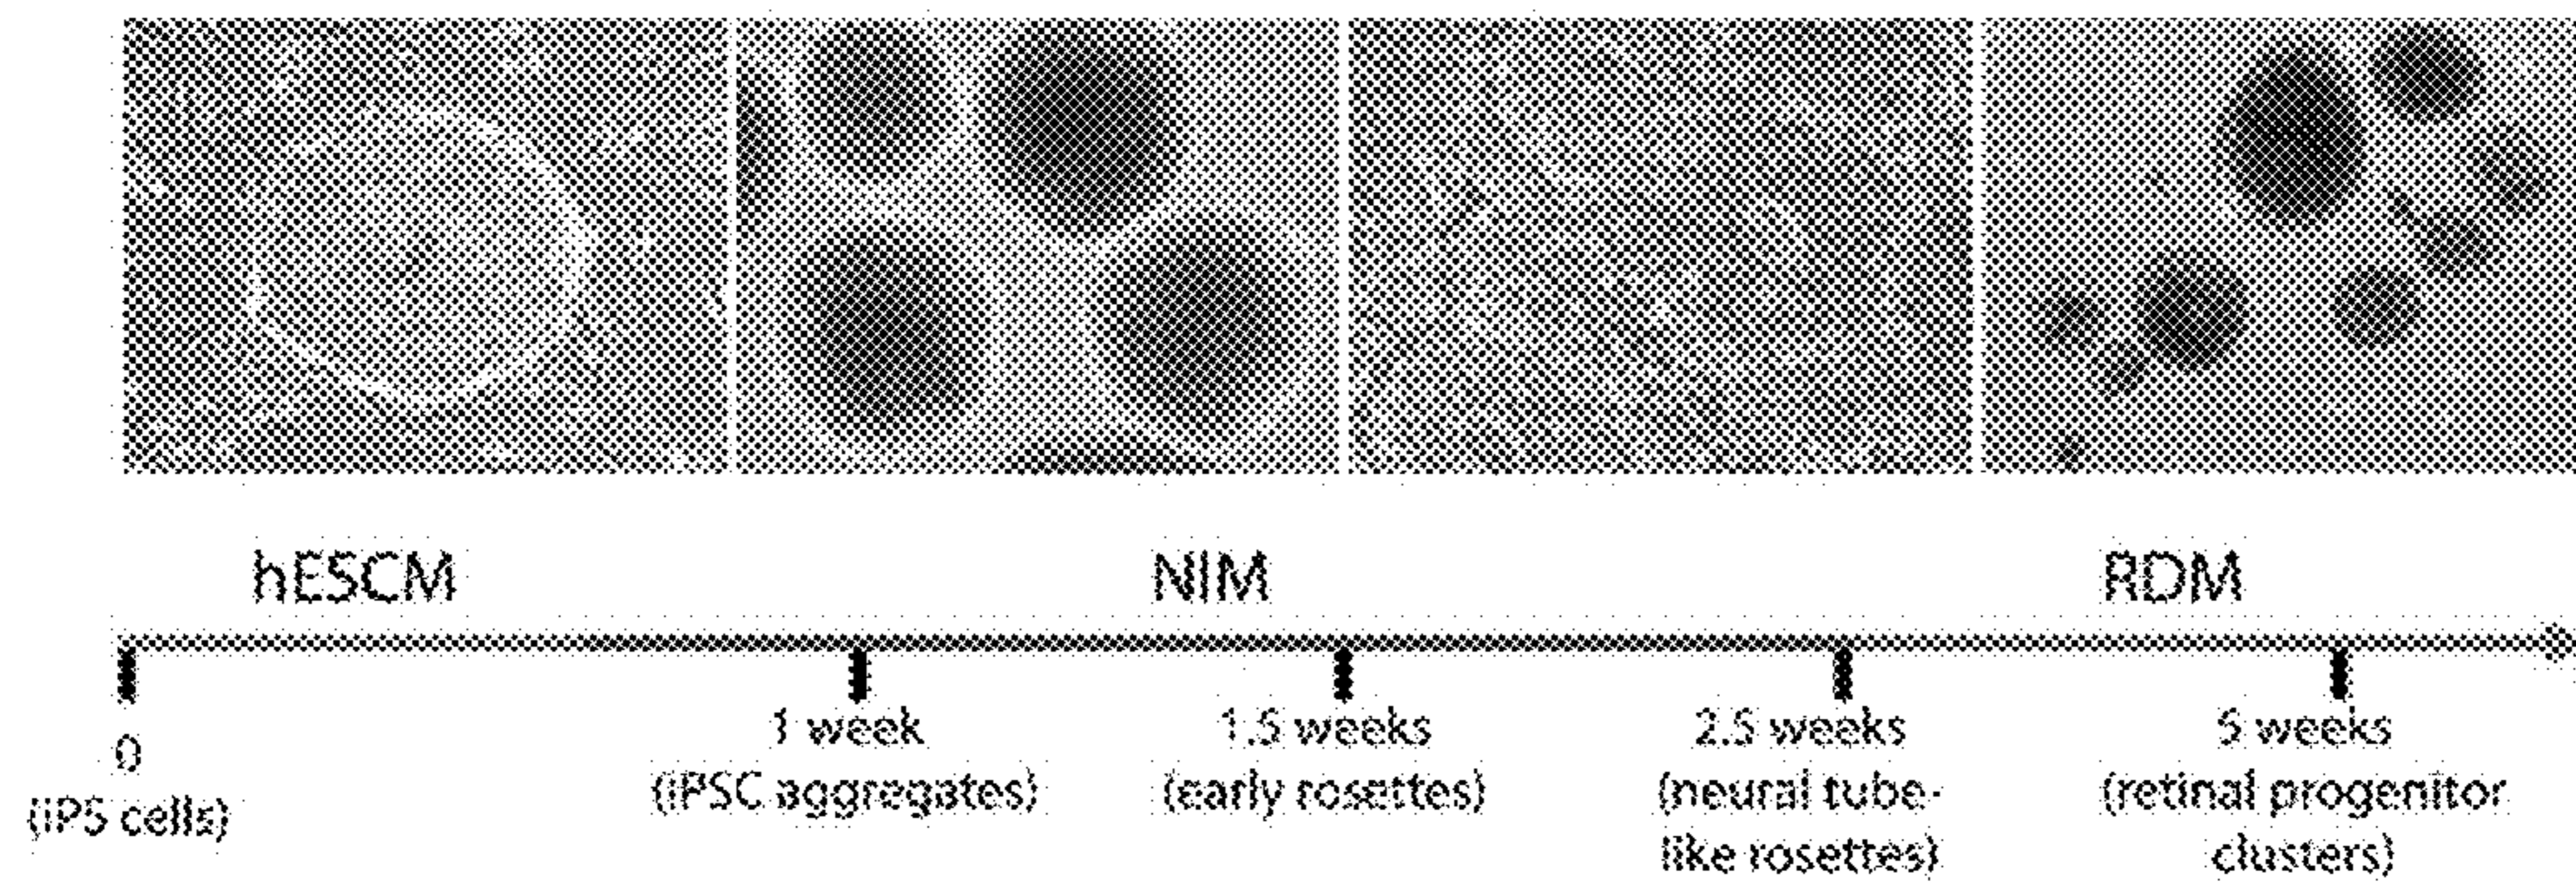 hESCM NIM RDM
0 1 week 1.5 weeks 2.5 weeks 5 weeks
(iPS cells) (iPSC aggregates) (early rosettes) (neural tube- (retinal progenitor
like rosettes) clusters)